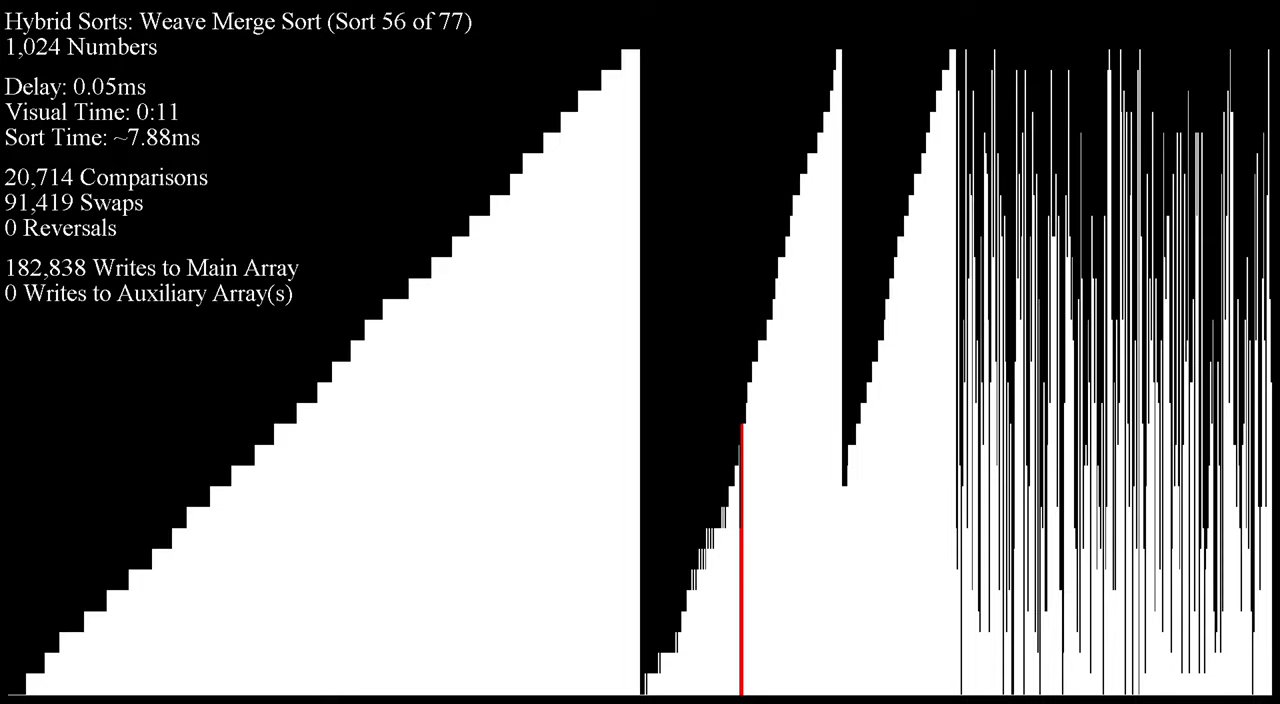 Hybrid Sorts: Weave Merge Sort (Sort 56 of 77)
1,024 Numbers
Delay: 0.05ms
Visual Time: 0:11
Sort Time: ~7.88ms
20,714 Comparisons
91,419 Swaps
0 Reversals
182,838 Writes to Main Array
0 Writes to Auxiliary Array(s)